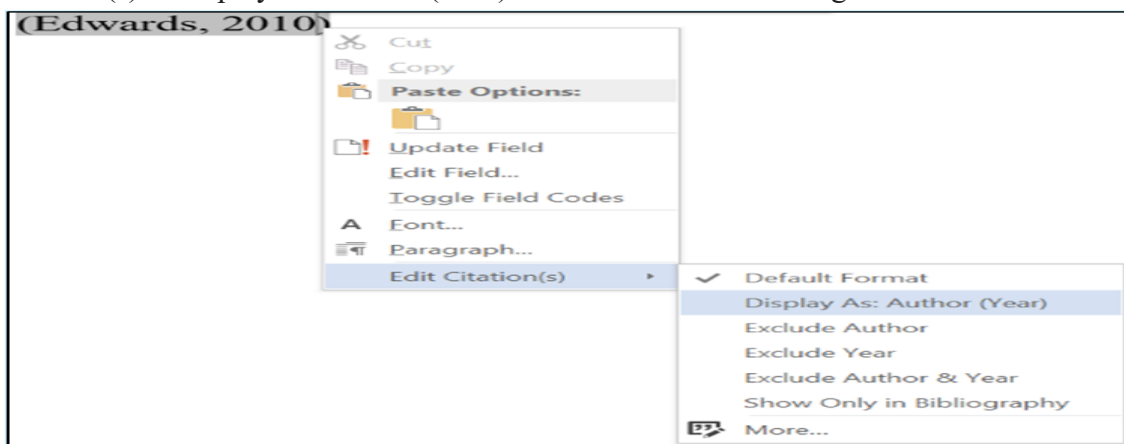 (Edwards, 2010)
Cut
Copy
Paste Options:
Update Field
Edit Field...
Toggle Field Codes
A Font...
Paragraph...
Edit Citation(s)
Default Format
Display As: Author (Year)
Exclude Author
Exclude Year
Exclude Author & Year
Show Only in Bibliography
More...